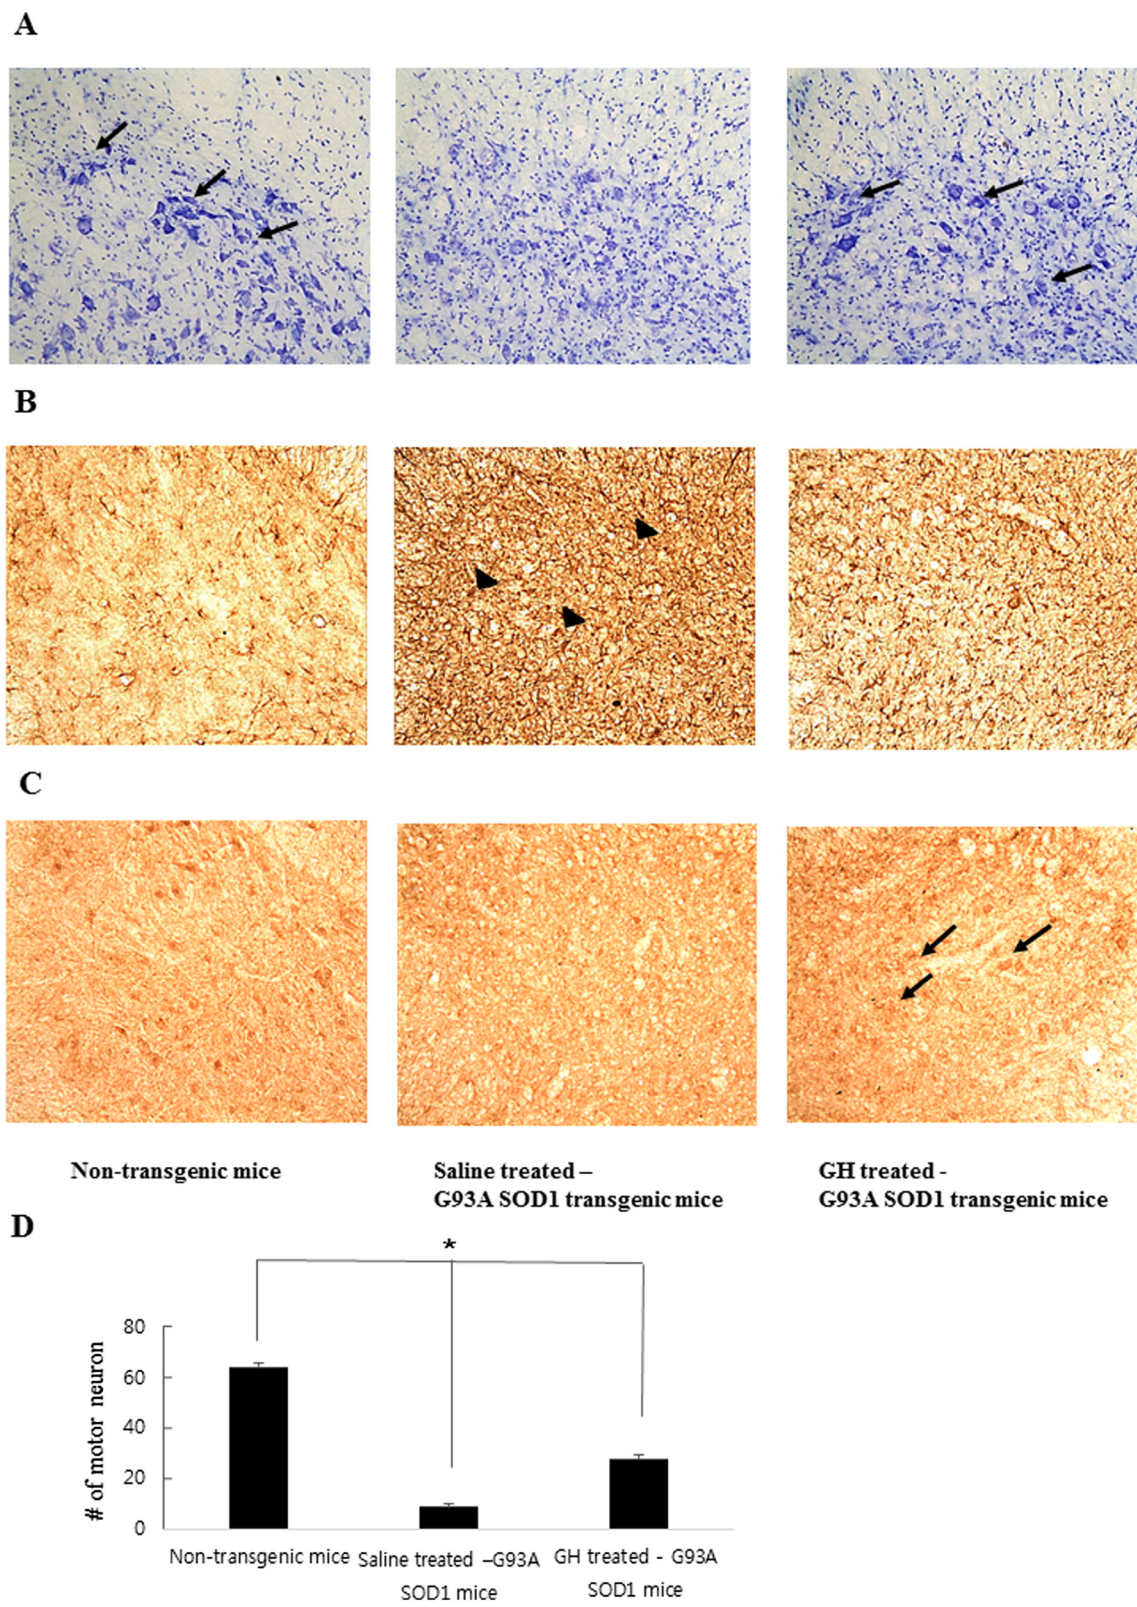 A
B
C
Non-transgenic mice
Saline treated –
G93A SOD1 transgenic mice
GH treated -
G93A SOD1 transgenic mice
D
*
80
60
40
20
0
# of motor neuron
Non-transgenic mice
Saline treated –G93A
SOD1 mice
GH treated - G93A
SOD1 mice